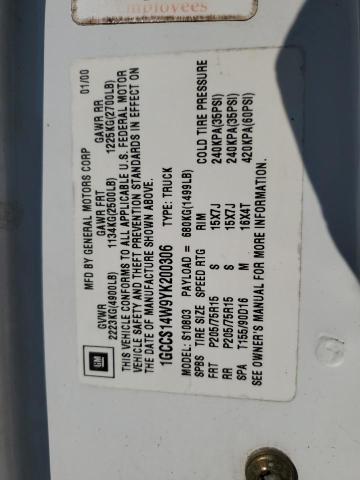 Employees
MFD BY GENERAL MOTORS CORP 01/00
GVWR GAWR FRT GAWR RR
2223KG(4900LB) 1134KG(2500LB) 1225KG(2700LB)
THIS VEHICLE CONFORMS TO ALL APPLICABLE U.S. FEDERAL MOTOR
VEHICLE SAFETY AND THEFT PREVENTION STANDARDS IN EFFECT ON
THE DATE OF MANUFACTURE SHOWN ABOVE.
1GCCS14W9YK200306 TYPE: TRUCK
MODEL: S10803 PAYLOAD = 680KG(1499LB)
SPBS TIRE SIZE SPEED RTG RIM COLD TIRE PRESSURE
FRT P205/75R15 S 15X7J 240KPA(35PSI)
RR P205/75R15 S 15X7J 240KPA(35PSI)
SPA T155/90D16 M 16X4T 420KPA(60PSI)
SEE OWNER'S MANUAL FOR MORE INFORMATION.
GM